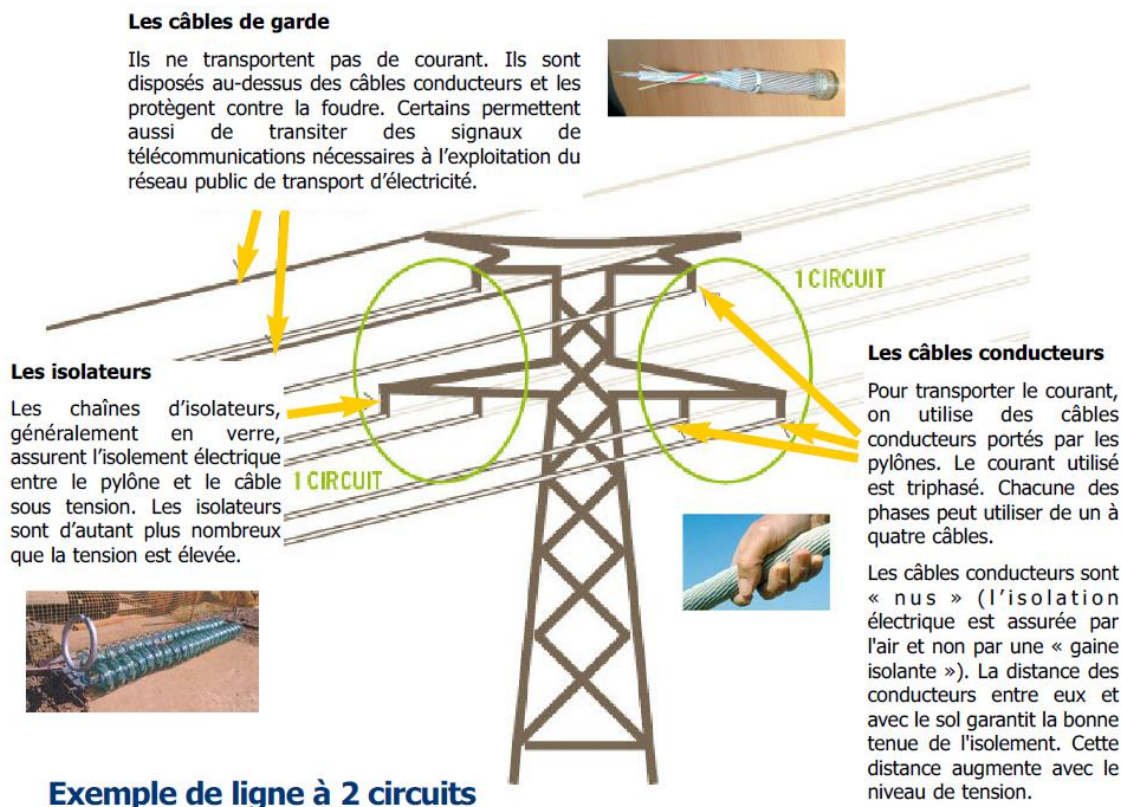 Les câbles de garde
Ils ne transportent pas de courant. Ils sont
disposés au-dessus des câbles conducteurs et les
protégent contre la foudre. Certains permettent
aussi de transiter des signaux de
télécommunications nécessaires à l'exploitation du
réseau public de transport d'électricité.
1 CIRCUIT
Les isolateurs
Les chaînes d'isolateurs,
généralement en verre,
assurent l'isolement électrique
entre le pylône et le câble
sous tension. Les isolateurs
sont d'autant plus nombreux
que la tension est élevée.
1 CIRCUIT
Les câbles conducteurs
Pour transporter le courant,
on utilise des câbles
conducteurs portés par les
pylônes. Le courant utilisé
est triphasé. Chacune des
phases peut utiliser de un à
quatre câbles.
Les câbles conducteurs sont
« nus » (l'isolation
électrique est assurée par
l'air et non par une « gaine
isolante »). La distance des
conducteurs entre eux et
avec le sol garantit la bonne
tenue de l'isolement. Cette
distance augmente avec le
niveau de tension.
Exemple de ligne à 2 circuits